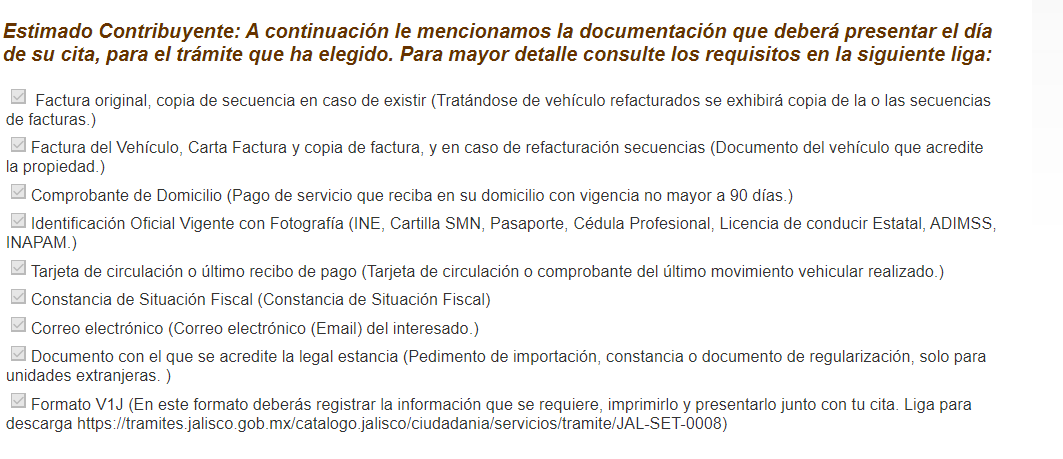 Estimado Contribuyente: A continuación le mencionamos la documentación que deberá presentar el día
de su cita, para el trámite que ha elegido. Para mayor detalle consulte los requisitos en la siguiente liga:
Factura original, copia de secuencia en caso de existir (Tratándose de vehículo refacturados se exhibirá copia de la o las secuencias
de facturas.)
Factura del Vehículo, Carta Factura y copia de factura, y en caso de refacturación secuencias (Documento del vehículo que acredite
la propiedad.)
Comprobante de Domicilio (Pago de servicio que reciba en su domicilio con vigencia no mayor a 90 días.)
Identificación Oficial Vigente con Fotografía (INE, Cartilla SMN, Pasaporte, Cédula Profesional, Licencia de conducir Estatal, ADIMSS,
INAPAM.)
Tarjeta de circulación o último recibo de pago (Tarjeta de circulación o comprobante del último movimiento vehicular realizado.)
Constancia de Situación Fiscal (Constancia de Situación Fiscal)
Correo electrónico (Correo electrónico (Email) del interesado.)
Documento con el que se acredite la legal estancia (Pedimento de importación, constancia o documento de regularización, solo para
unidades extranjeras. )
Formato V1J (En este formato deberás registrar la información que se requiere, imprimirlo y presentarlo junto con tu cita. Liga para
descarga https://tramites.jalisco.gob.mx/catalogo.jalisco/ciudadania/servicios/tramite/JAL-SET-0008)